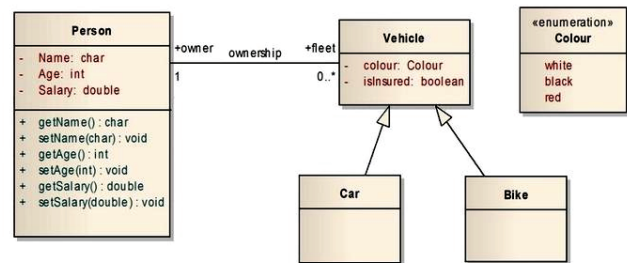 Person
- Name: char
- Age: int
- Salary: double
+ getName() : char
+ setName(char) : void
+ getAge() : int
+ setAge(int) : void
+ getSalary() : double
+ setSalary(double) : void
+owner
ownership
+fleet
1
0..*
Vehicle
- colour: Colour
- isInsured: boolean
«enumeration»
Colour
white
black
red
Car
Bike